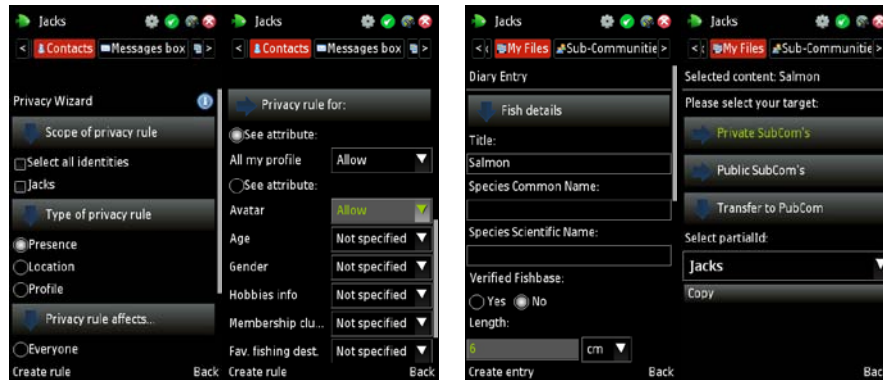 Jacks
< Contacts Messages box >
Privacy Wizard
Scope of privacy rule
Select all identities
Jacks
Type of privacy rule
Presence
Location
Profile
Privacy rule affects...
Everyone
Create rule Back
Jacks
< Contacts Messages box >
Privacy rule for:
See attribute:
All my profile Allow
See attribute:
Avatar Allow
Age Not specified
Gender Not specified
Hobbies info Not specified
Membership clu... Not specified
Fav. fishing dest. Not specified
Create rule Back
Jacks
< My Files Sub-Communitie >
Diary Entry
Fish details
Title:
Salmon
Species Common Name:
Species Scientific Name:
Verified Fishbase:
Yes No
Length:
6 cm
Create entry Back
Jacks
< My Files Sub-Communitie >
Selected content: Salmon
Please select your target:
Private SubCom's
Public SubCom's
Transfer to PubCom
Select partialId:
Jacks
Copy
Bac